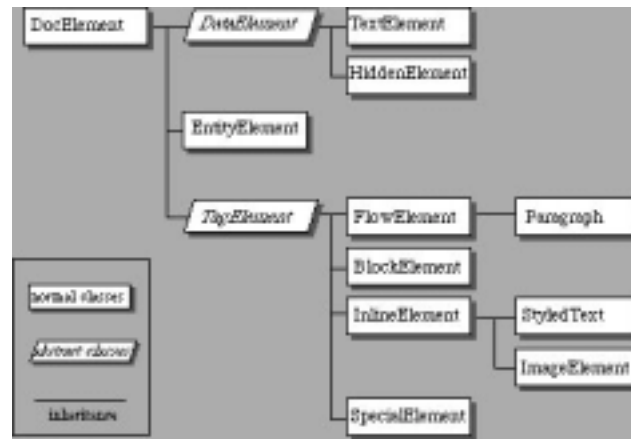 DocElement
DataElement
TextElement
HiddenElement
EntityElement
TagElement
FlowElement
Paragraph
BlockElement
InlineElement
StyledText
ImageElement
SpecialElement
normal classes
abstract classes
inheritance